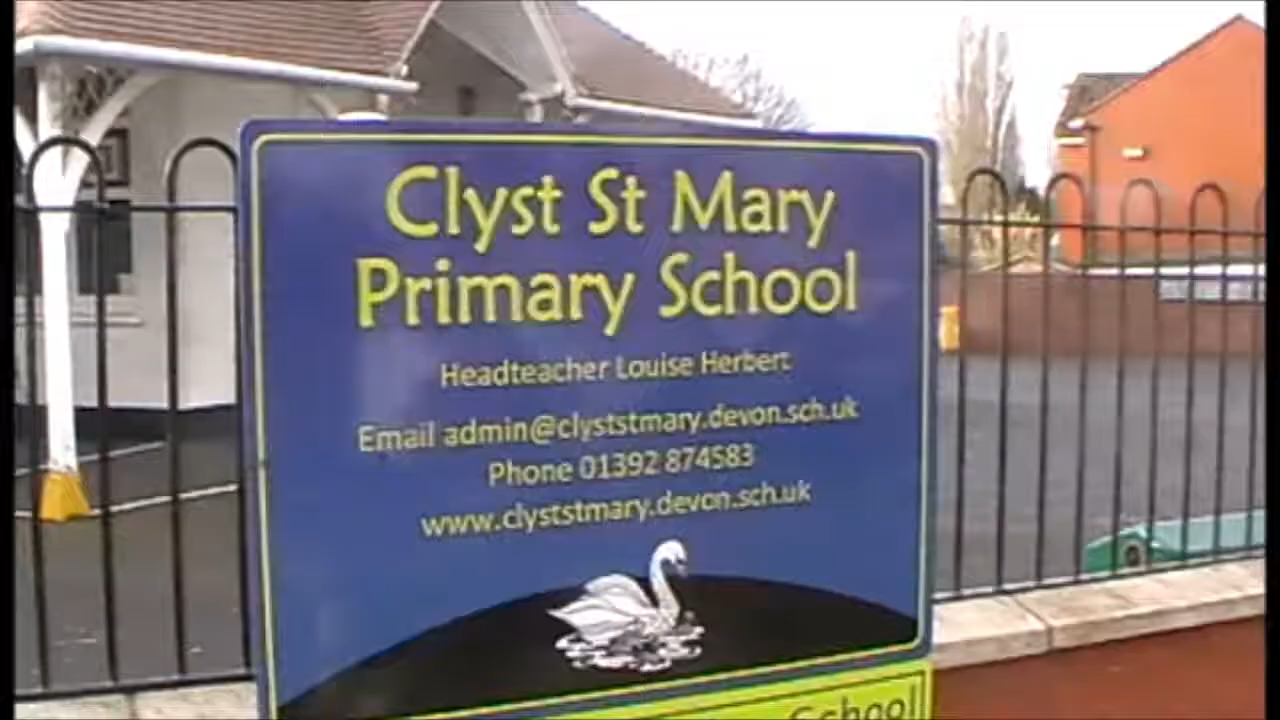 Clyst St Mary
Primary School
Headteacher Louise Herbert
Email admin@clyststmary.devon.sch.uk
Phone 01392 874583
www.clyststmary.devon.sch.uk
School